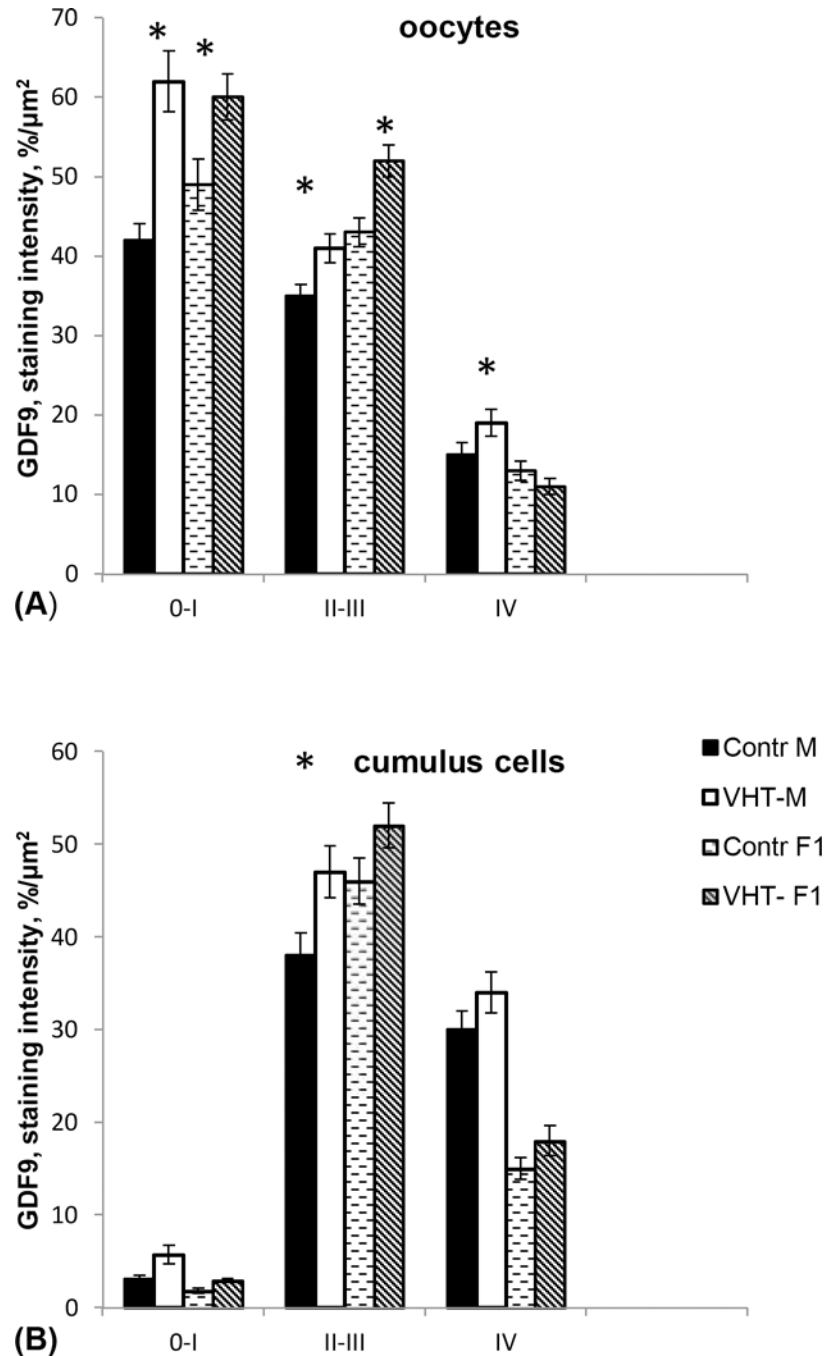 oocytes
GDF9, staining intensity, %/µm²
70
60
50
40
30
20
10
0
* * * * *
0-I II-III IV
(A)
cumulus cells
GDF9, staining intensity, %/µm²
60
50
40
30
20
10
0
*
0-I II-III IV
(B)
Contr M
VHT-M
Contr F1
VHT- F1